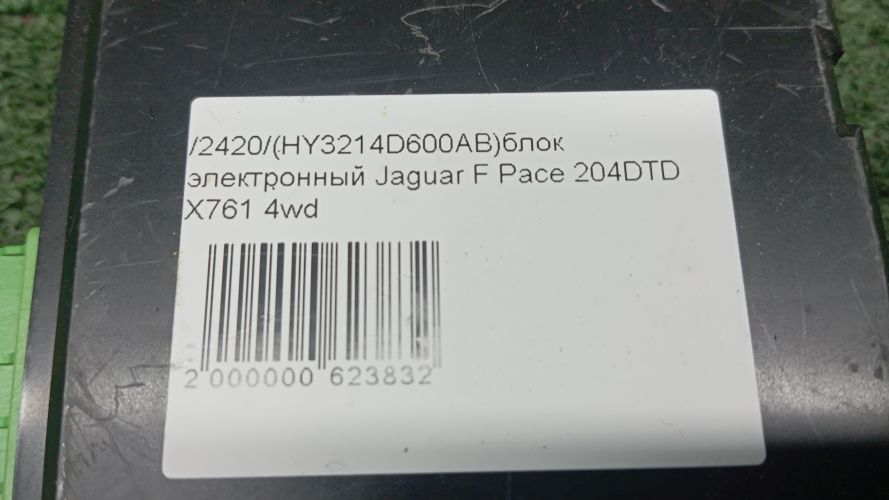 /2420/(HY3214D600AB)блок
электронный Jaguar F Pace 204DTD
X761 4wd
2 000000 623832